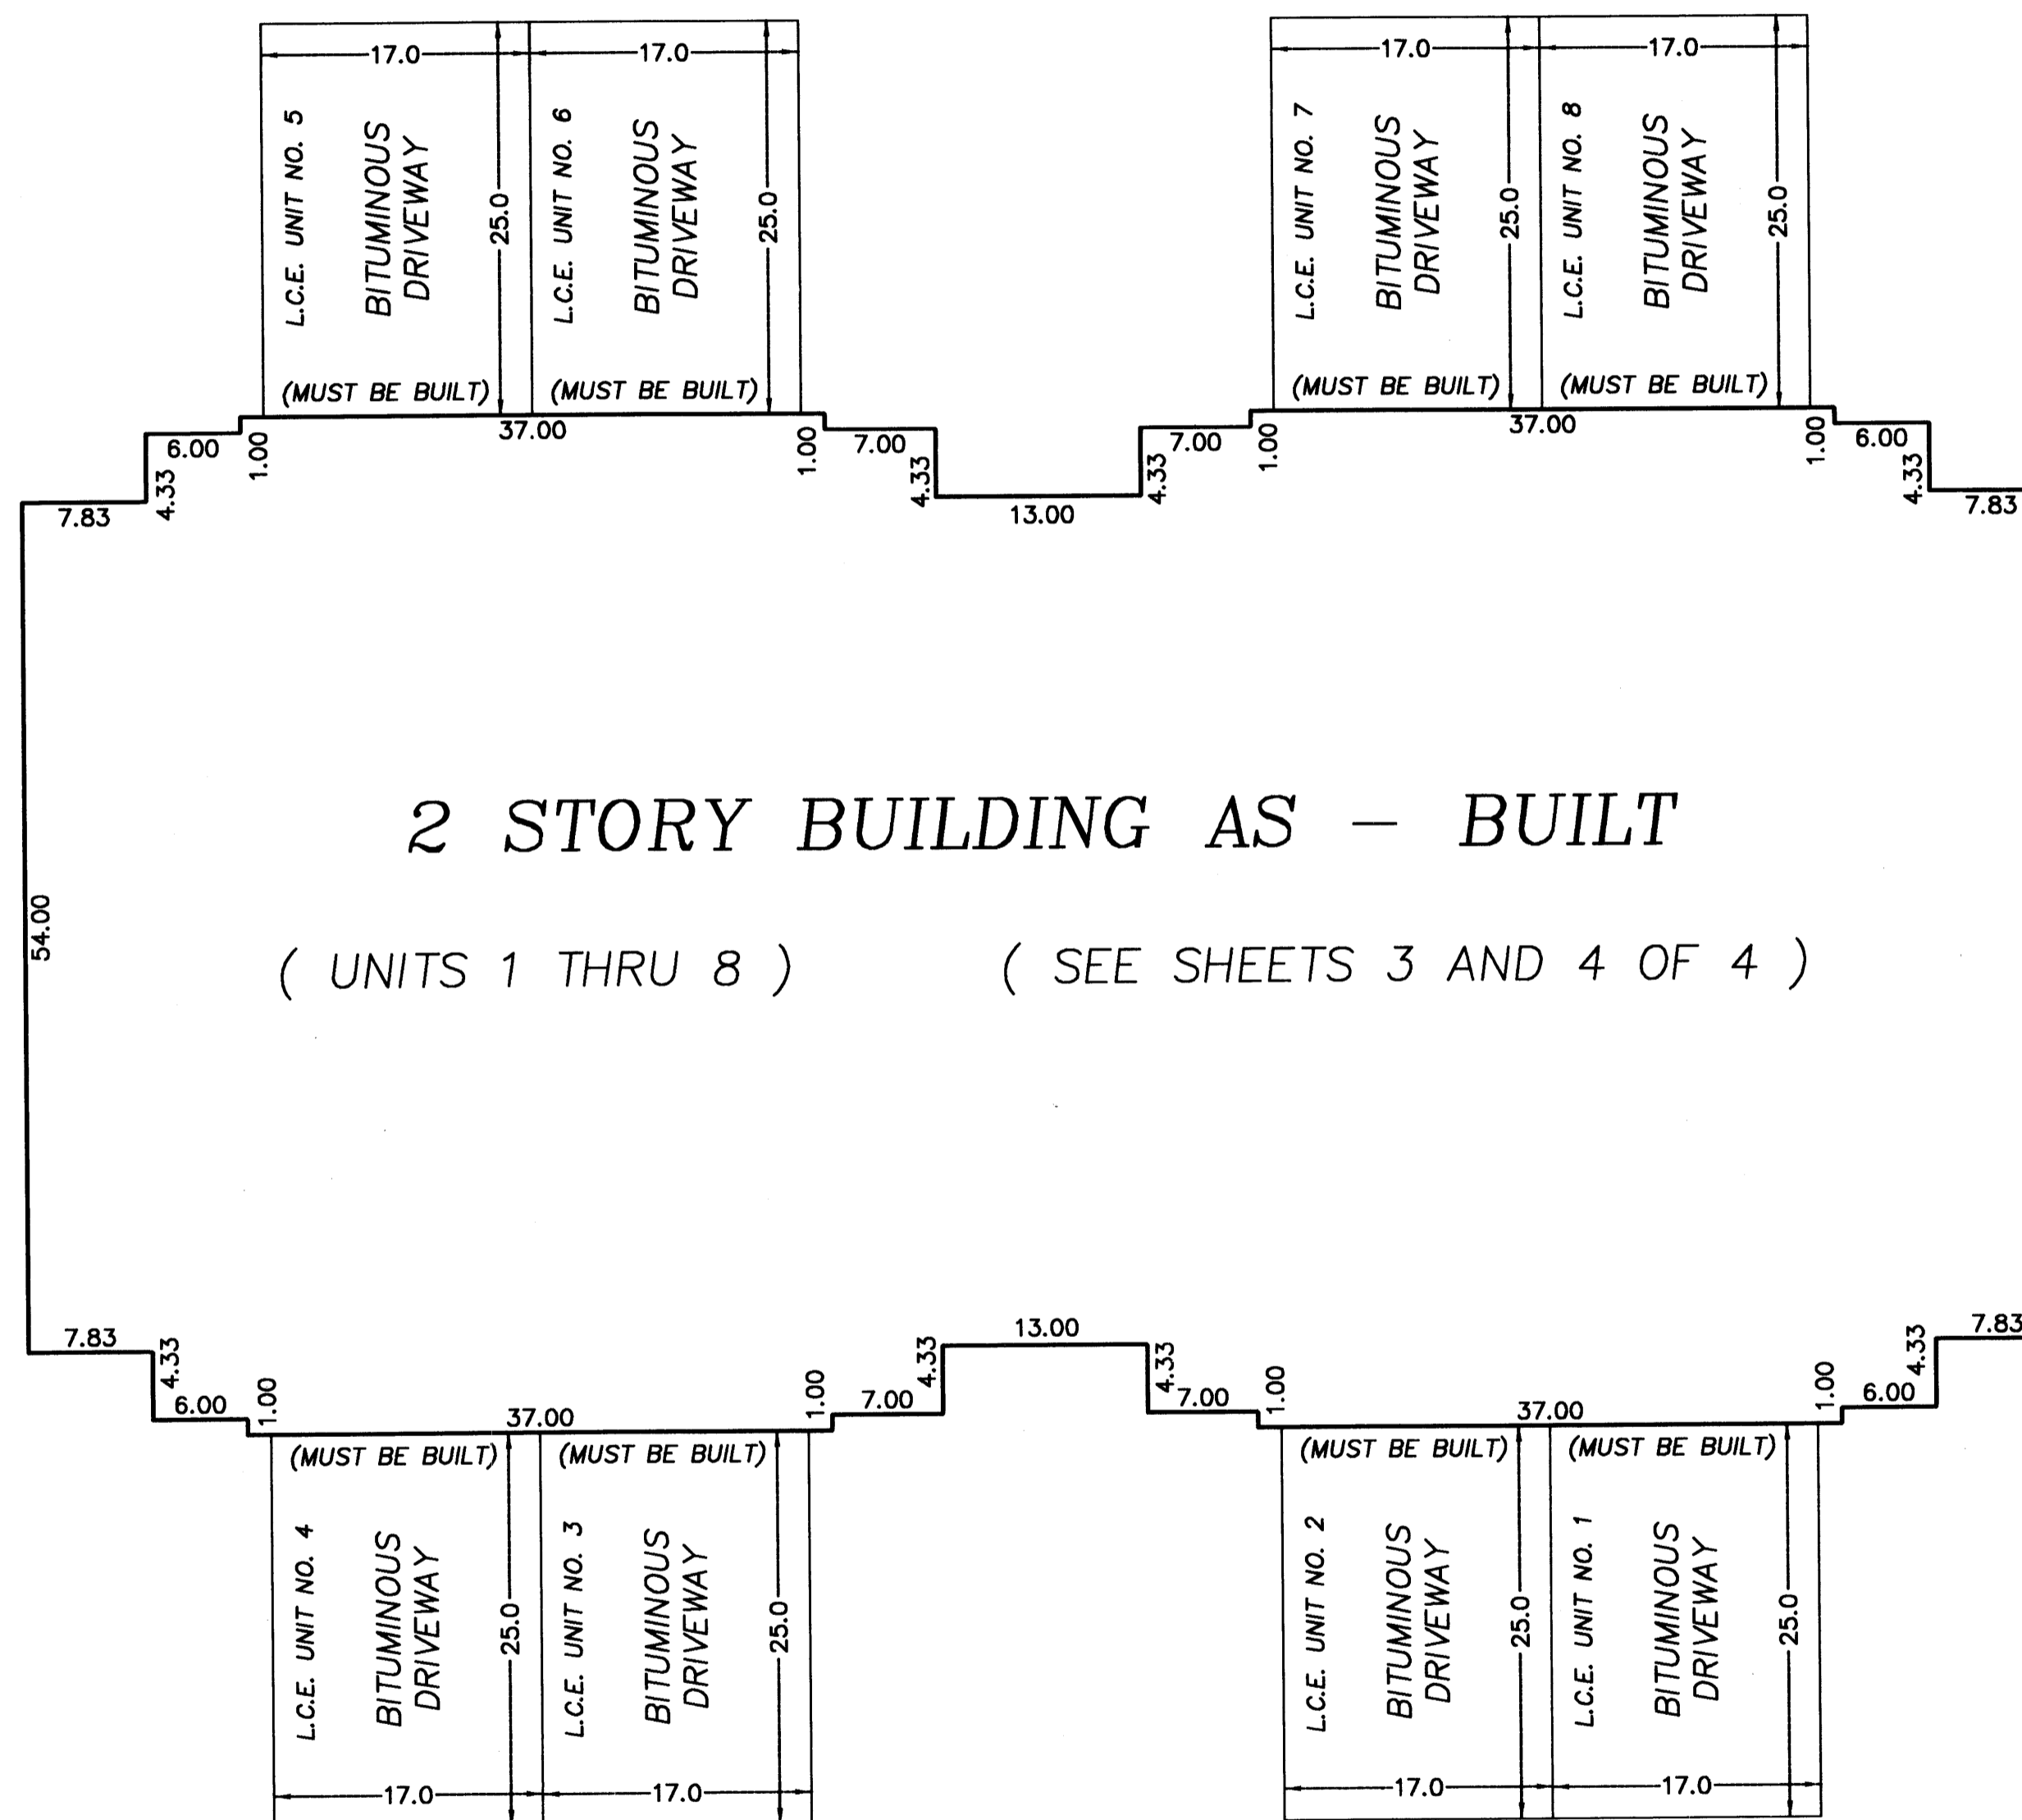 17.0
17.0
17.0
17.0
L.C.E. UNIT NO. 5
BITUMINOUS
DRIVEWAY
25.0
L.C.E. UNIT NO. 6
BITUMINOUS
DRIVEWAY
25.0
L.C.E. UNIT NO. 7
BITUMINOUS
DRIVEWAY
25.0
L.C.E. UNIT NO. 8
BITUMINOUS
DRIVEWAY
25.0
(MUST BE BUILT)
(MUST BE BUILT)
(MUST BE BUILT)
(MUST BE BUILT)
7.83
4.33
6.00
1.00
37.00
1.00
7.00
4.33
13.00
4.33
7.00
1.00
37.00
1.00
6.00
4.33
7.83
2 STORY BUILDING AS - BUILT
54.00
( UNITS 1 THRU 8 )
( SEE SHEETS 3 AND 4 OF 4 )
7.83
4.33
6.00
1.00
37.00
1.00
7.00
4.33
13.00
4.33
7.00
1.00
37.00
1.00
6.00
4.33
7.83
(MUST BE BUILT)
(MUST BE BUILT)
(MUST BE BUILT)
(MUST BE BUILT)
L.C.E. UNIT NO. 4
BITUMINOUS
DRIVEWAY
25.0
L.C.E. UNIT NO. 3
BITUMINOUS
DRIVEWAY
25.0
L.C.E. UNIT NO. 2
BITUMINOUS
DRIVEWAY
25.0
L.C.E. UNIT NO. 1
BITUMINOUS
DRIVEWAY
25.0
17.0
17.0
17.0
17.0